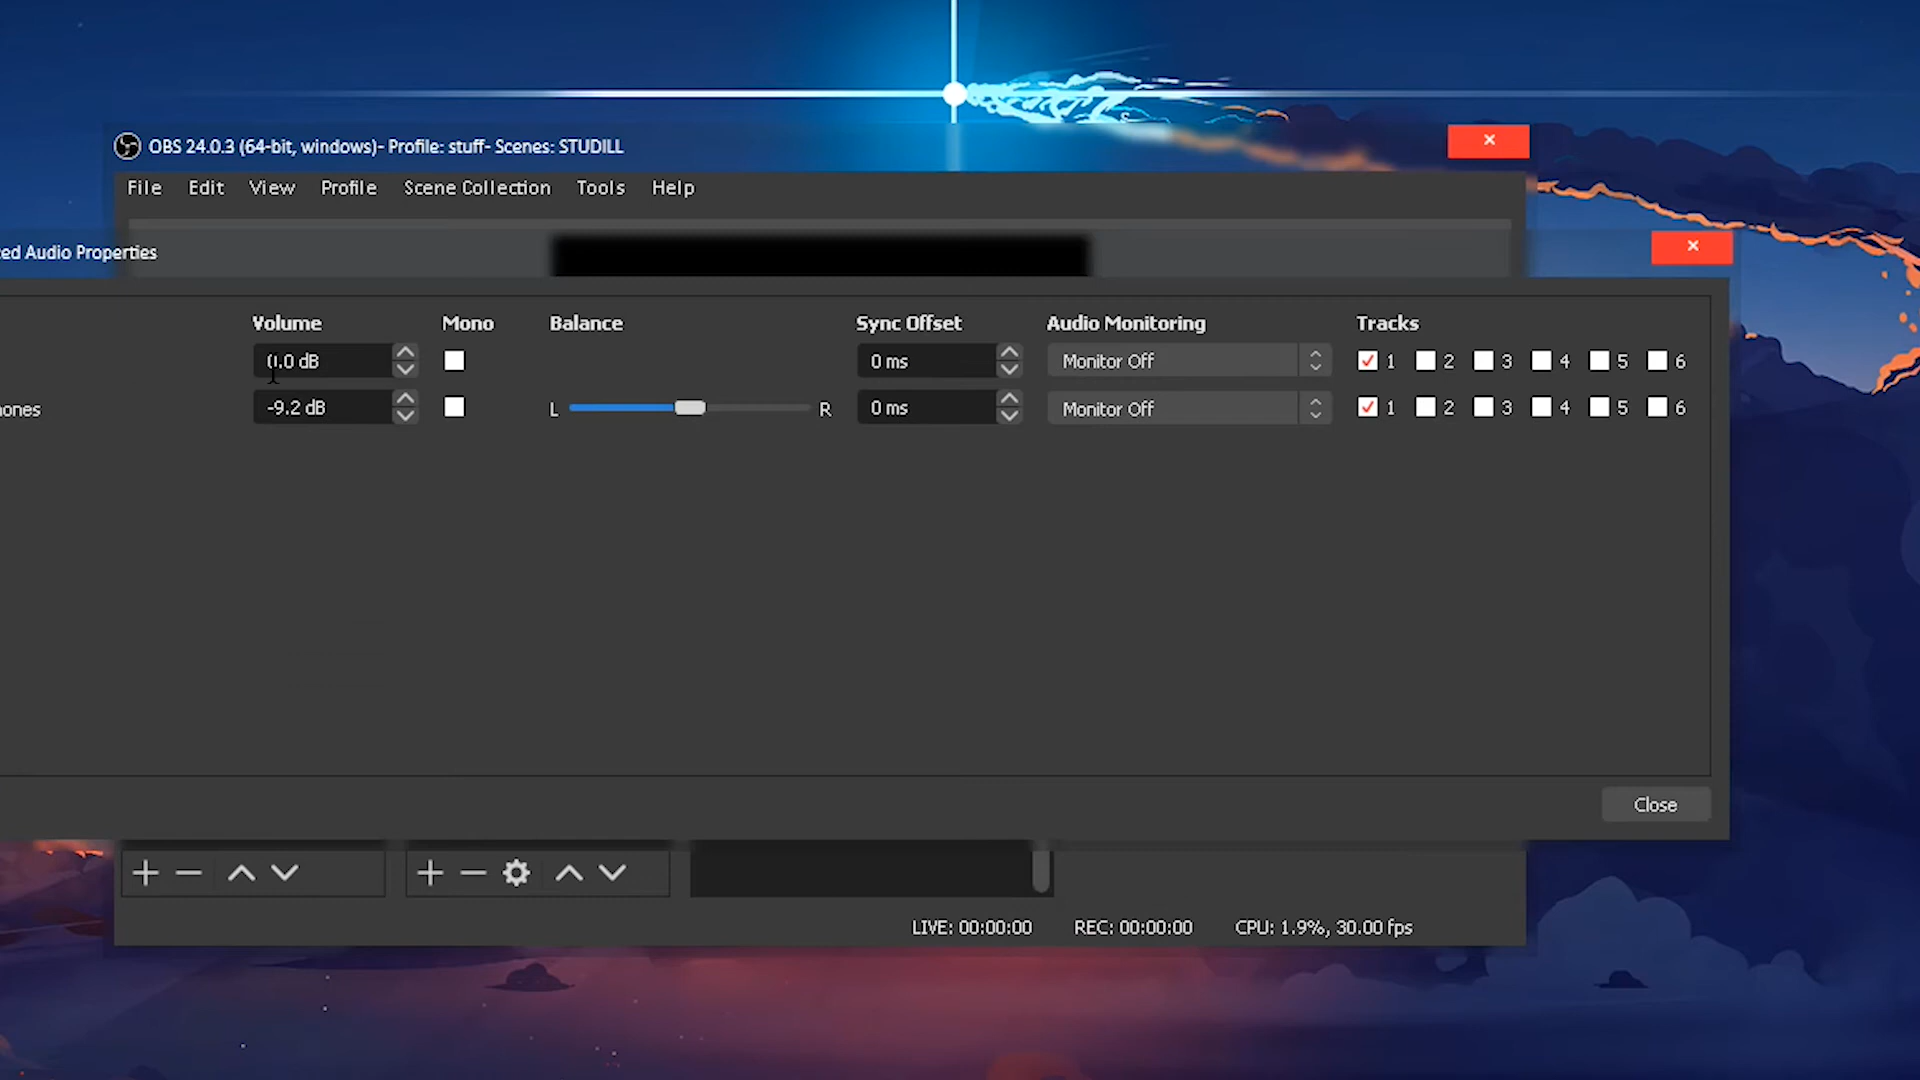 OBS 24.0.3 (64-bit, windows)- Profile: stuff- Scenes: STUDILL
File Edit View Profile Scene Collection Tools Help
ed Audio Properties
Volume Mono Balance Sync Offset Audio Monitoring Tracks
0.0 dB 0 ms Monitor Off 1 2 3 4 5 6
ones -9.2 dB L R 0 ms Monitor Off 1 2 3 4 5 6
Close
LIVE: 00:00:00 REC: 00:00:00 CPU: 1.9%, 30.00 fps